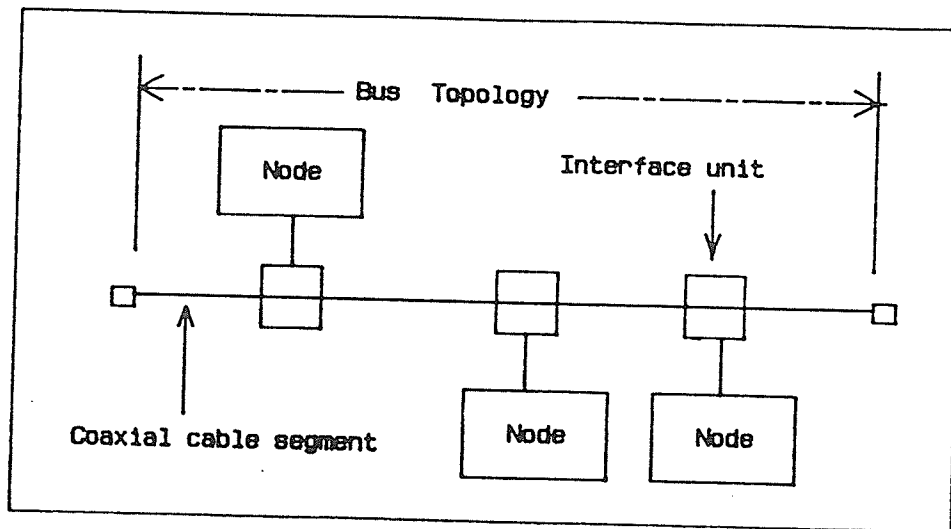 Bus Topology
Node
Interface unit
Coaxial cable segment
Node
Node